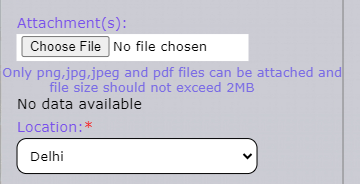 Attachment(s):
Choose File No file chosen
Only png,jpg,jpeg and pdf files can be attached and
file size should not exceed 2MB
No data available
Location:*
Delhi